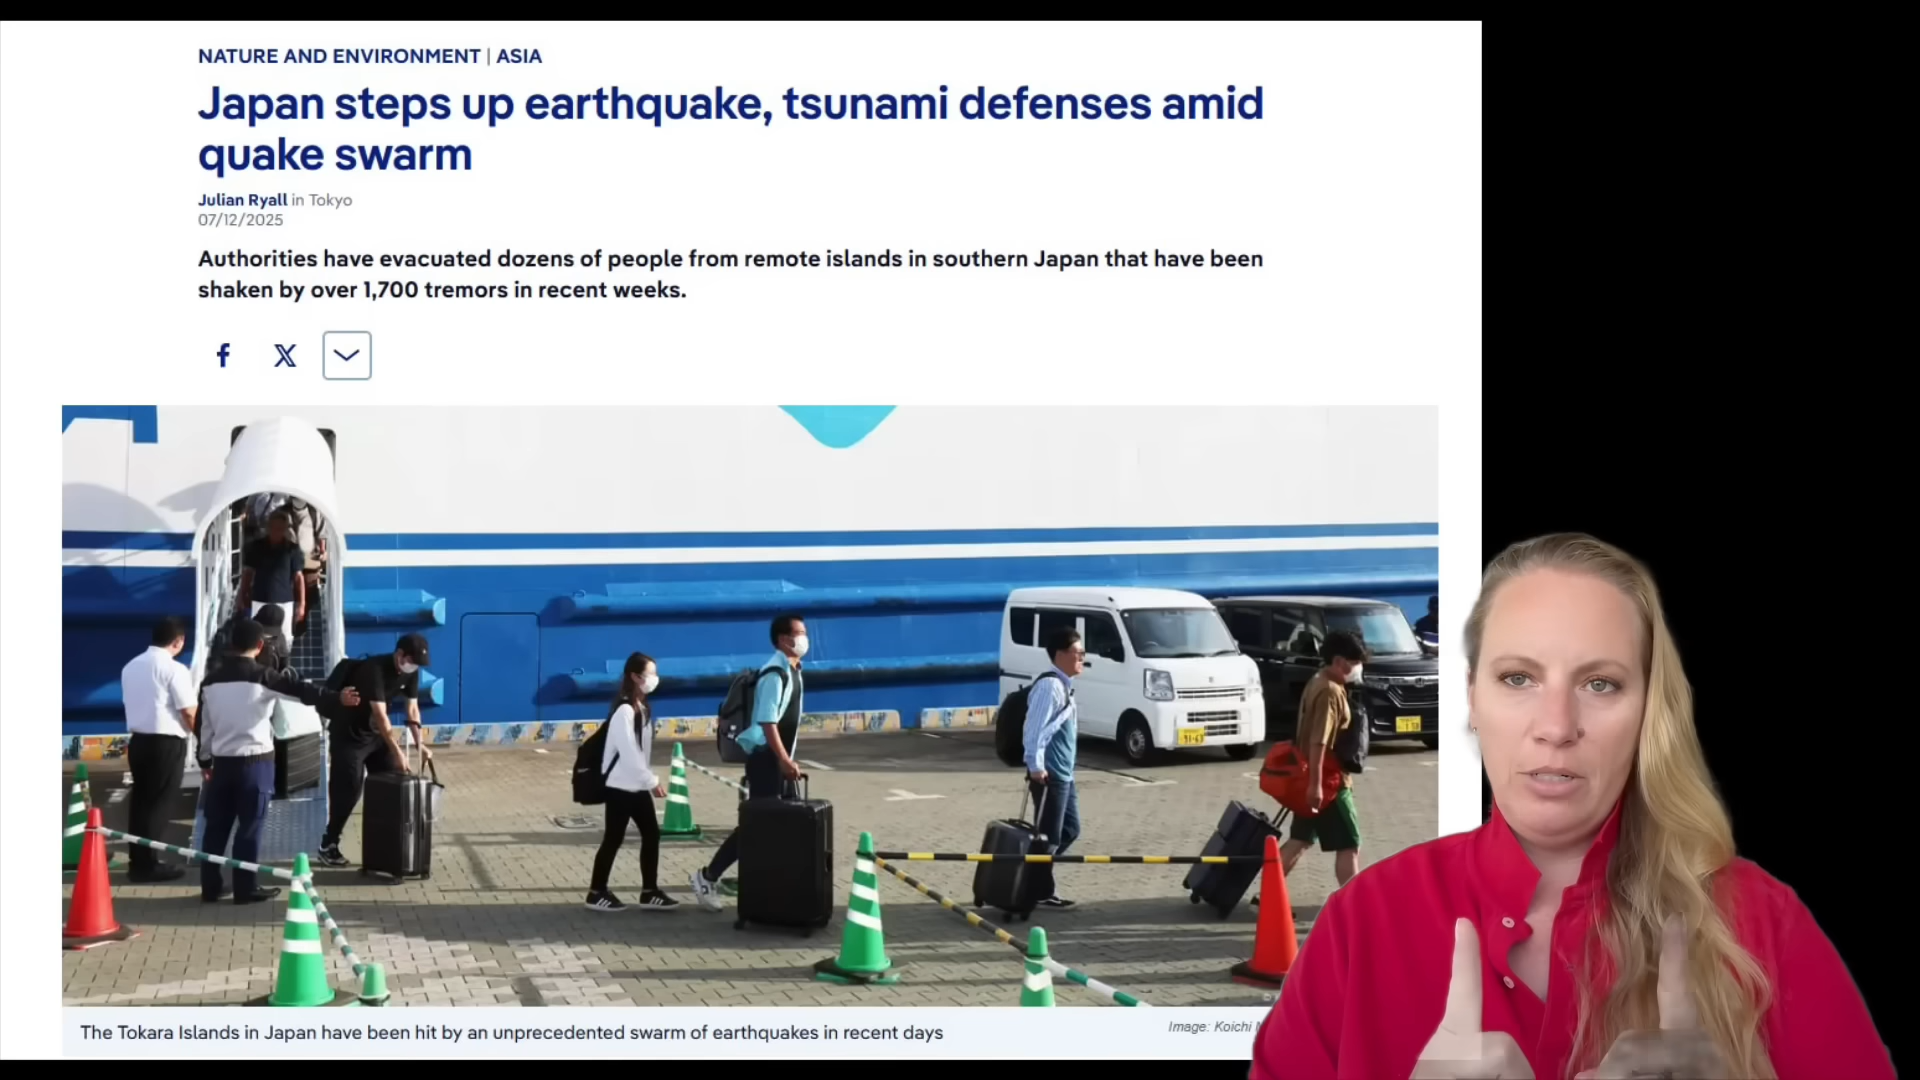 NATURE AND ENVIRONMENT | ASIA
Japan steps up earthquake, tsunami defenses amid
quake swarm
Julian Ryall in Tokyo
07/12/2025
Authorities have evacuated dozens of people from remote islands in southern Japan that have been
shaken by over 1,700 tremors in recent weeks.
The Tokara Islands in Japan have been hit by an unprecedented swarm of earthquakes in recent days
Image: Koichi